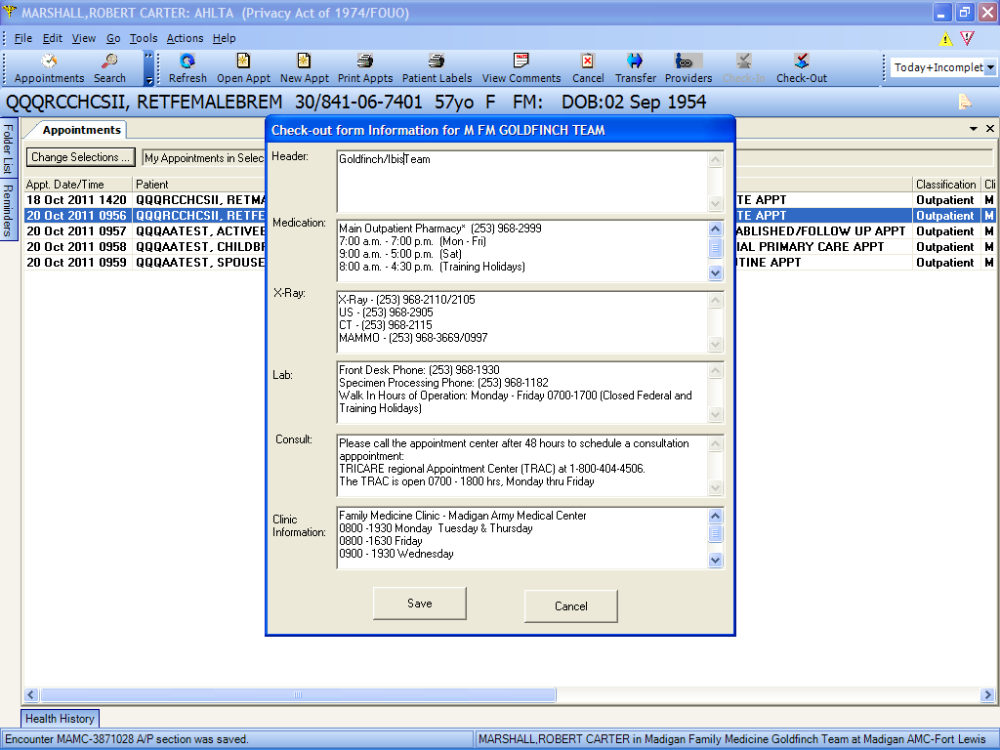 MARSHALL,ROBERT CARTER: AHLTA (Privacy Act of 1974/FOUO)
File Edit View Go Tools Actions Help
Appointments Search Refresh Open Appt New Appt Print Appts Patient Labels View Comments Cancel Transfer Providers Check-In Check-Out Today+Incomplet
QQQRCCHCSII, RETFEMALEBREM 30/841-06-7401 57yo F FM: DOB:02 Sep 1954
Folder List
Reminders
Appointments
Change Selections ... My Appointments in Selec
Appt. Date/Time Patient Classification Cli
18 Oct 2011 1420 QQQRCCHCSII, RETMA TE APPT Outpatient M
20 Oct 2011 0956 QQQRCCHCSII, RETFE TE APPT Outpatient M
20 Oct 2011 0957 QQQAATEST, ACTIVEE ABLISHED/FOLLOW UP APPT Outpatient M
20 Oct 2011 0958 QQQAATEST, CHILDBR IAL PRIMARY CARE APPT Outpatient M
20 Oct 2011 0959 QQQAATEST, SPOUSE TINE APPT Outpatient M
Check-out form Information for M FM GOLDFINCH TEAM
Header:
Goldfinch/Ibis Team
Medication:
Main Outpatient Pharmacy* (253) 968-2999
7:00 a.m. - 7:00 p.m. (Mon - Fri)
9:00 a.m. - 5:00 p.m. (Sat)
8:00 a.m. - 4:30 p.m. (Training Holidays)
X-Ray:
X-Ray - (253) 968-2110/2105
US - (253) 968-2905
CT - (253) 968-2115
MAMMO - (253) 968-3669/0997
Lab:
Front Desk Phone: (253) 968-1930
Specimen Processing Phone: (253) 968-1182
Walk In Hours of Operation: Monday - Friday 0700-1700 (Closed Federal and
Training Holidays)
Consult:
Please call the appointment center after 48 hours to schedule a consultation
apppointment:
TRICARE regional Appointment Center (TRAC) at 1-800-404-4506.
The TRAC is open 0700 - 1800 hrs, Monday thru Friday
Clinic
Information:
Family Medicine Clinic - Madigan Army Medical Center
0800 -1930 Monday Tuesday & Thursday
0800 -1630 Friday
0900 - 1930 Wednesday
Save Cancel
Health History
Encounter MAMC-3871028 A/P section was saved. MARSHALL,ROBERT CARTER in Madigan Family Medicine Goldfinch Team at Madigan AMC-Fort Lewis